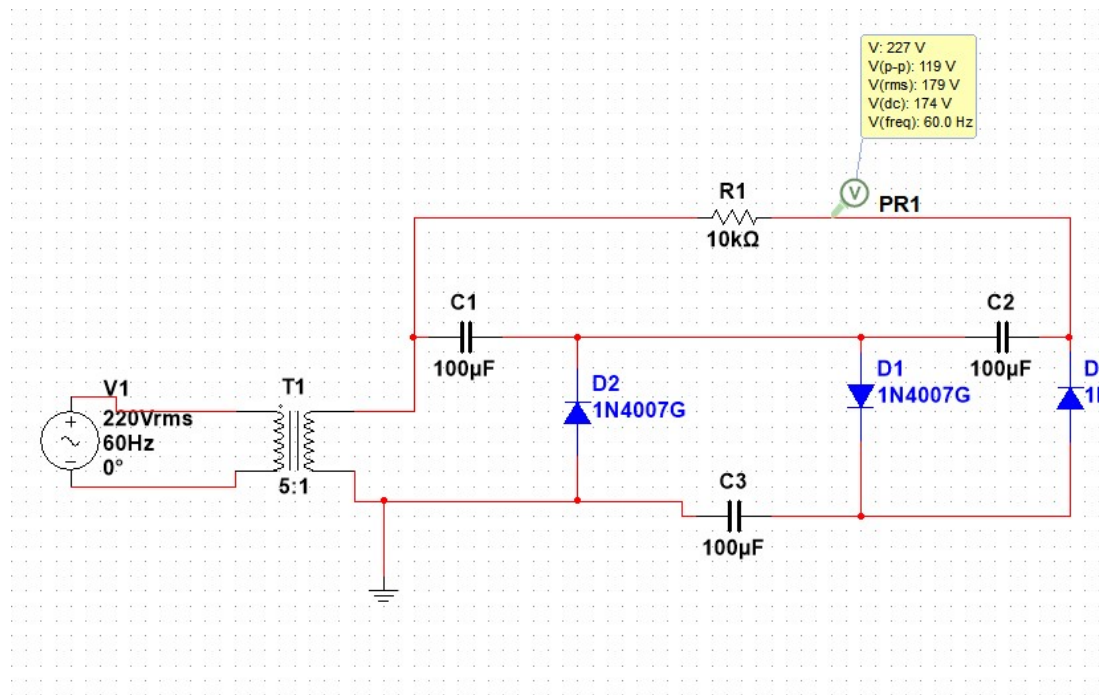 V: 227 V
V(p-p): 119 V
V(rms): 179 V
V(dc): 174 V
V(freq): 60.0 Hz
V
PR1
R1
10kΩ
C1
100µF
C2
100µF
D2
1N4007G
D1
1N4007G
V1
220Vrms
60Hz
0°
T1
5:1
C3
100µF